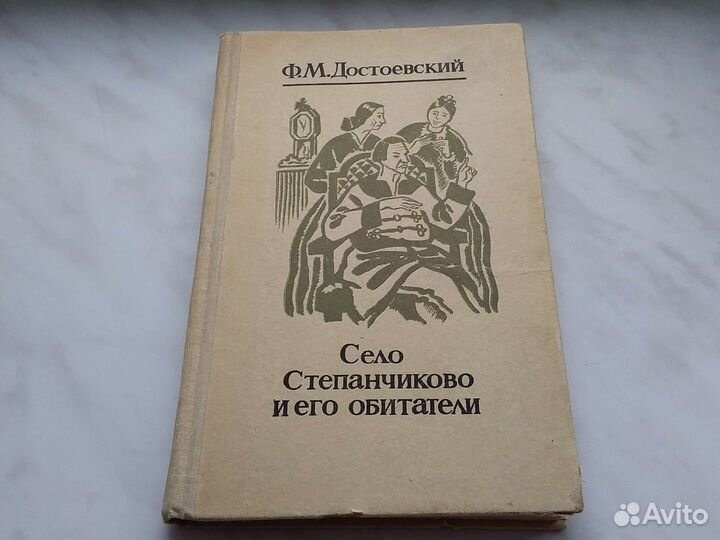 Ф.М.Достоевский
Село
Степанчиково
и его обитатели
Avito